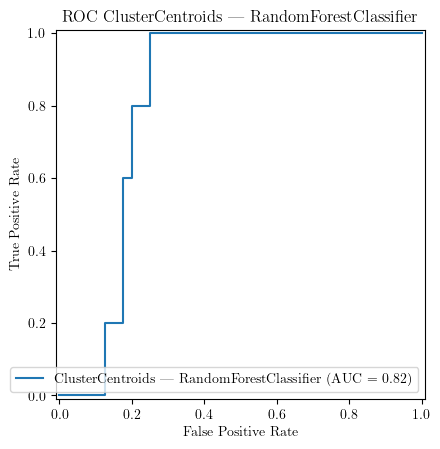 ROC ClusterCentroids — RandomForestClassifier
1.0
0.8
0.6
0.4
0.2
0.0
True Positive Rate
ClusterCentroids — RandomForestClassifier (AUC = 0.82)
0.0 0.2 0.4 0.6 0.8 1.0
False Positive Rate